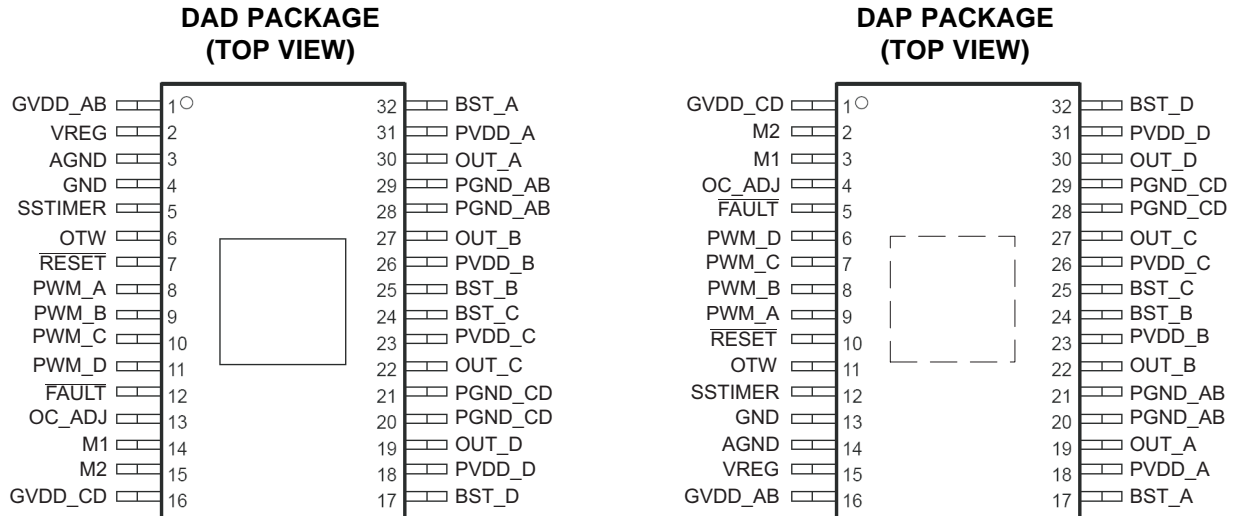 DAD PACKAGE
(TOP VIEW)
GVDD_AB 1 32 BST_A
VREG 2 31 PVDD_A
AGND 3 30 OUT_A
GND 4 29 PGND_AB
SSTIMER 5 28 PGND_AB
OTW 6 27 OUT_B
RESET 7 26 PVDD_B
PWM_A 8 25 BST_B
PWM_B 9 24 BST_C
PWM_C 10 23 PVDD_C
PWM_D 11 22 OUT_C
FAULT 12 21 PGND_CD
OC_ADJ 13 20 PGND_CD
M1 14 19 OUT_D
M2 15 18 PVDD_D
GVDD_CD 16 17 BST_D
DAP PACKAGE
(TOP VIEW)
GVDD_CD 1 32 BST_D
M2 2 31 PVDD_D
M1 3 30 OUT_D
OC_ADJ 4 29 PGND_CD
FAULT 5 28 PGND_CD
PWM_D 6 27 OUT_C
PWM_C 7 26 PVDD_C
PWM_B 8 25 BST_C
PWM_A 9 24 BST_B
RESET 10 23 PVDD_B
OTW 11 22 OUT_B
SSTIMER 12 21 PGND_AB
GND 13 20 PGND_AB
AGND 14 19 OUT_A
VREG 15 18 PVDD_A
GVDD_AB 16 17 BST_A